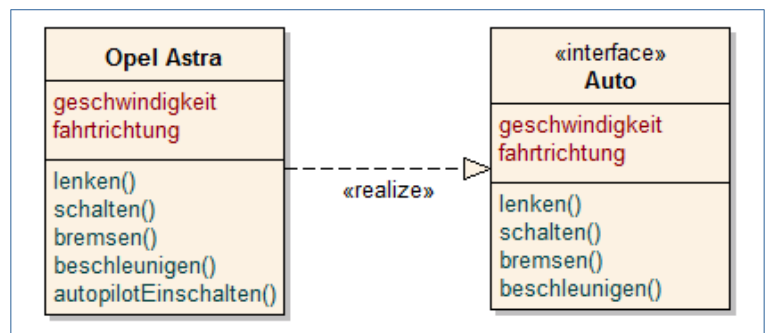 Opel Astra
geschwindigkeit
fahrtrichtung
lenken()
schalten()
bremsen()
beschleunigen()
autopilotEinschalten()
«realize»
«interface»
Auto
geschwindigkeit
fahrtrichtung
lenken()
schalten()
bremsen()
beschleunigen()